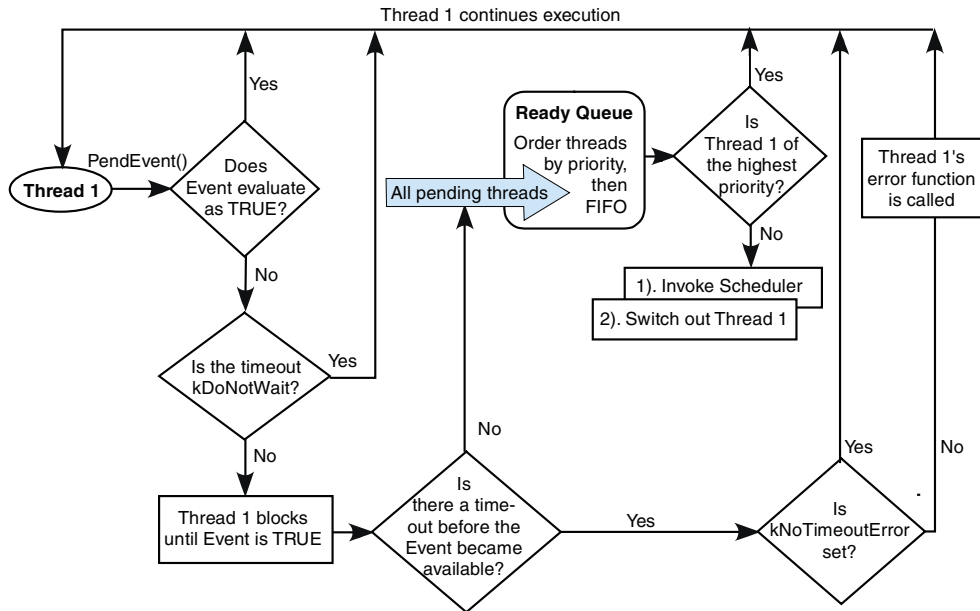 Thread 1 continues execution
Yes
Yes
Ready Queue
Order threads
by priority,
then
FIFO
Is
Thread 1 of
the highest
priority?
Thread 1's
error function
is called
PendEvent()
Thread 1
Does
Event evaluate
as TRUE?
All pending threads
No
No
1). Invoke Scheduler
2). Switch out Thread 1
Is the timeout
kDoNotWait?
Yes
No
No
Yes
No
Thread 1 blocks
until Event is TRUE
Is
there a time-
out before the
Event became
available?
Yes
Is
kNoTimeoutError
set?